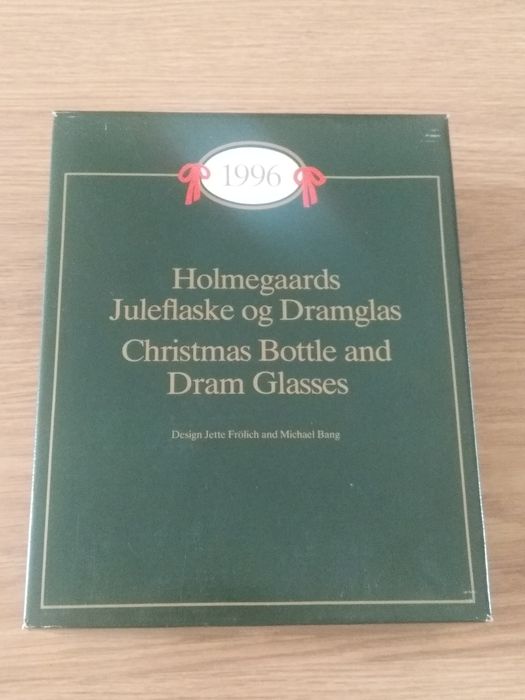 1996
Holmegaards
Juleflaske og Dramglas
Christmas Bottle and
Dram Glasses
Design Jette Frölich and Michael Bang